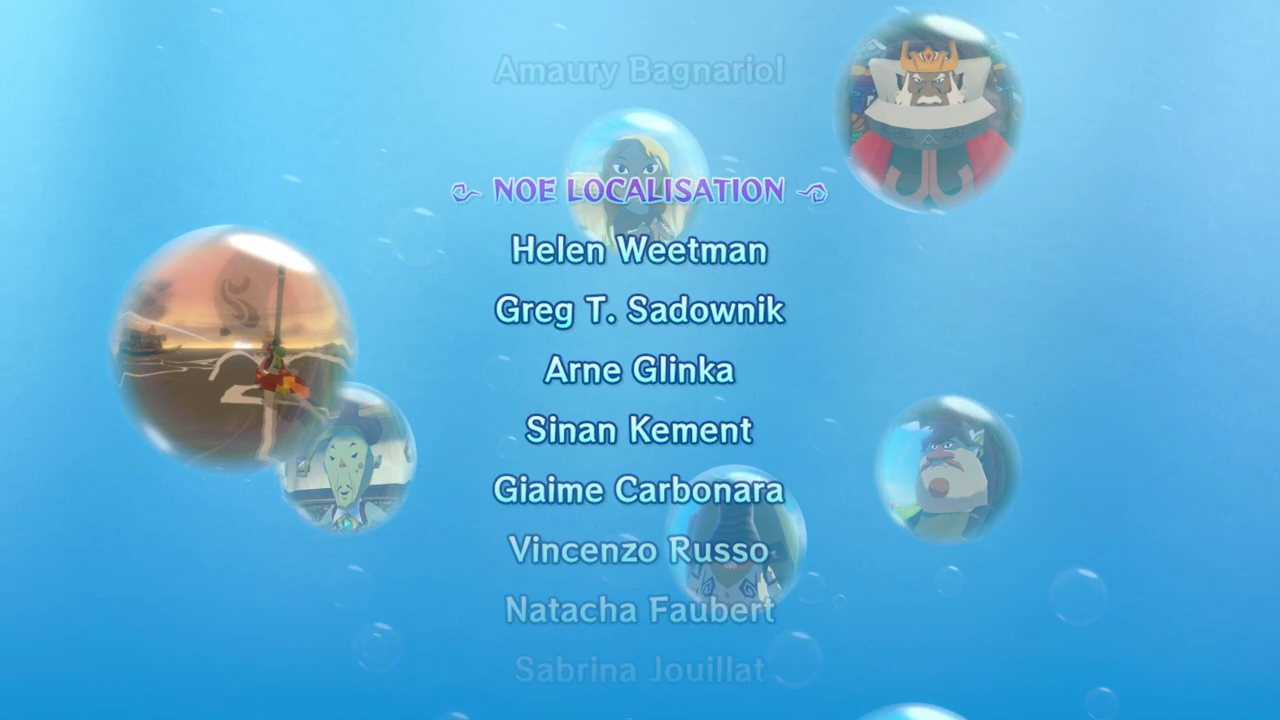 Amaury Bagnariol
NOE LOCALISATION
Helen Weetman
Greg T. Sadownik
Arne Glinka
Sinan Kement
Giaime Carbonara
Vincenzo Russo
Natacha Faubert
Sabrina Jouillat